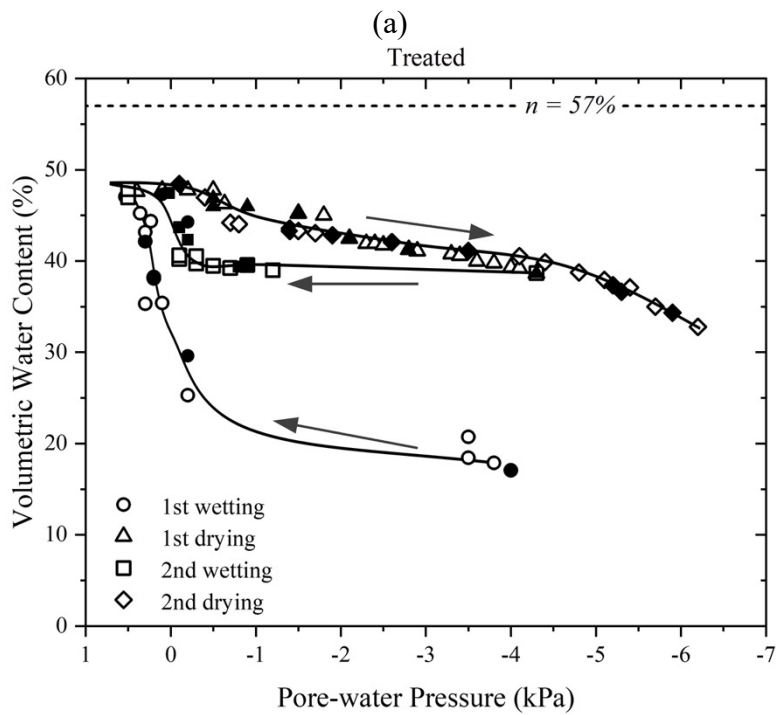 (a)
Treated
60
n = 57%
50
40
30
20
10
0
Volumetric Water Content (%)
1st wetting
1st drying
2nd wetting
2nd drying
1 0 -1 -2 -3 -4 -5 -6 -7
Pore-water Pressure (kPa)